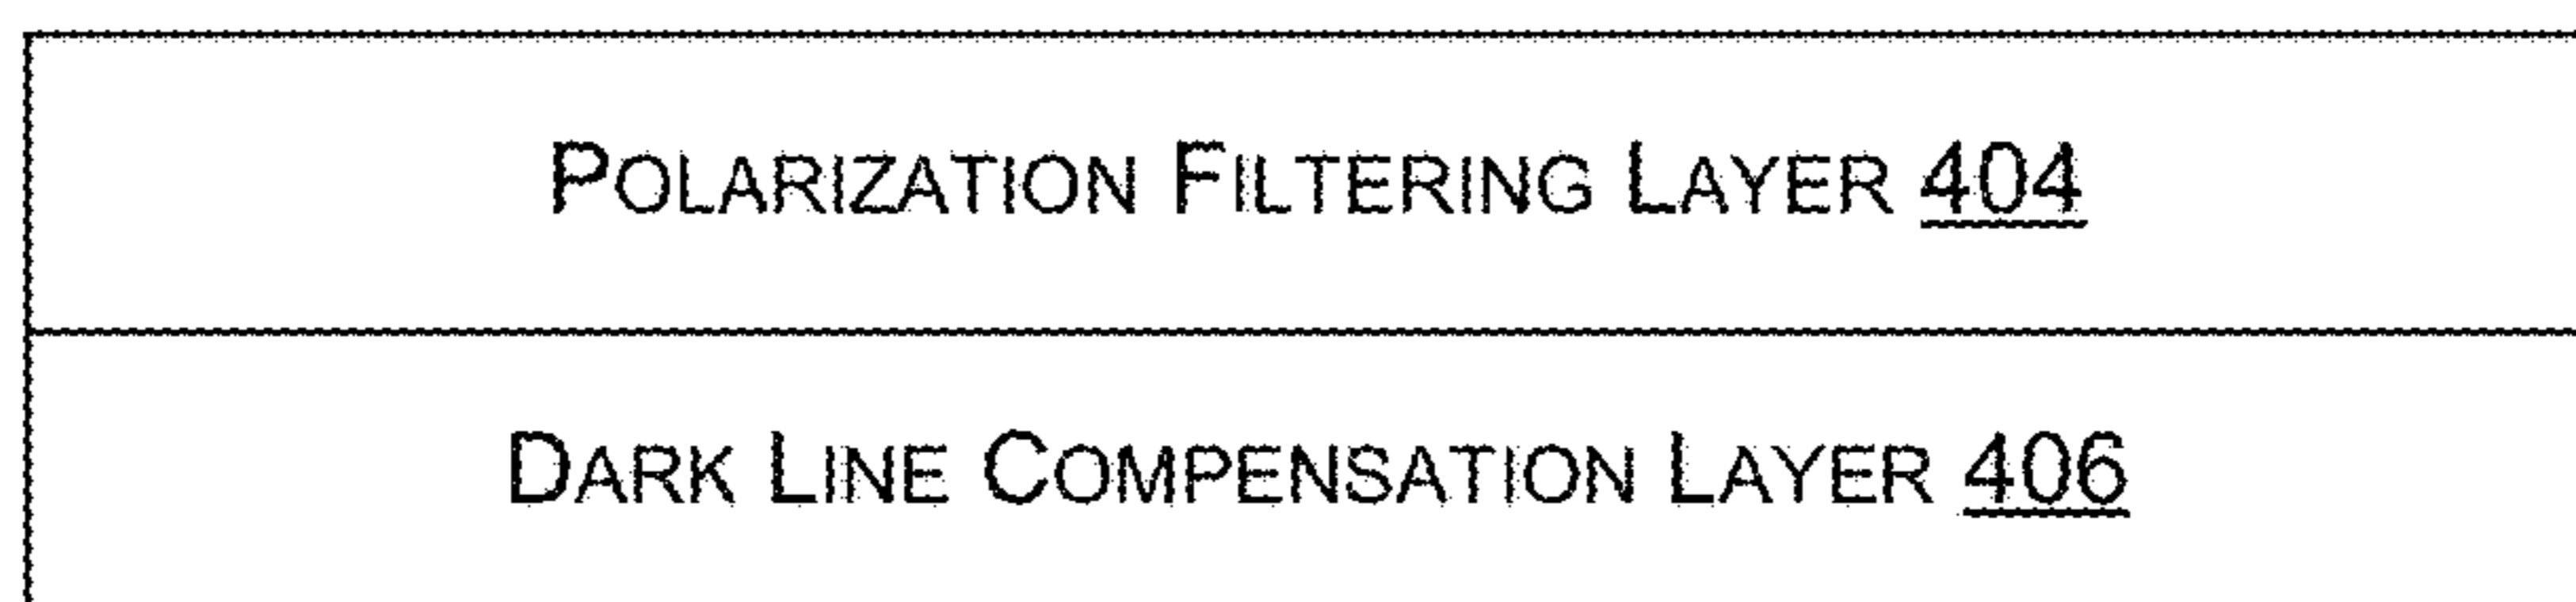 POLARIZATION FILTERING LAYER 404
DARK LINE COMPENSATION LAYER 406